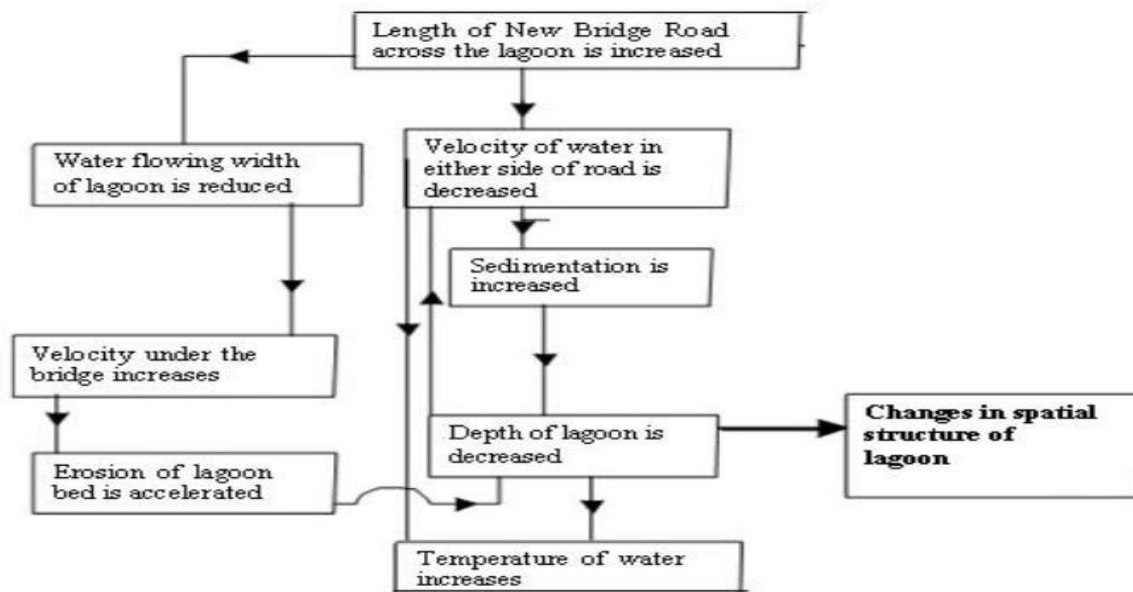 Length of New Bridge Road
across the lagoon is increased
Water flowing width
of lagoon is reduced
Velocity of water in
either side of road is
decreased
Sedimentation is
increased
Velocity under the
bridge increases
Depth of lagoon is
decreased
Changes in spatial
structure of
lagoon
Erosion of lagoon
bed is accelerated
Temperature of water
increases